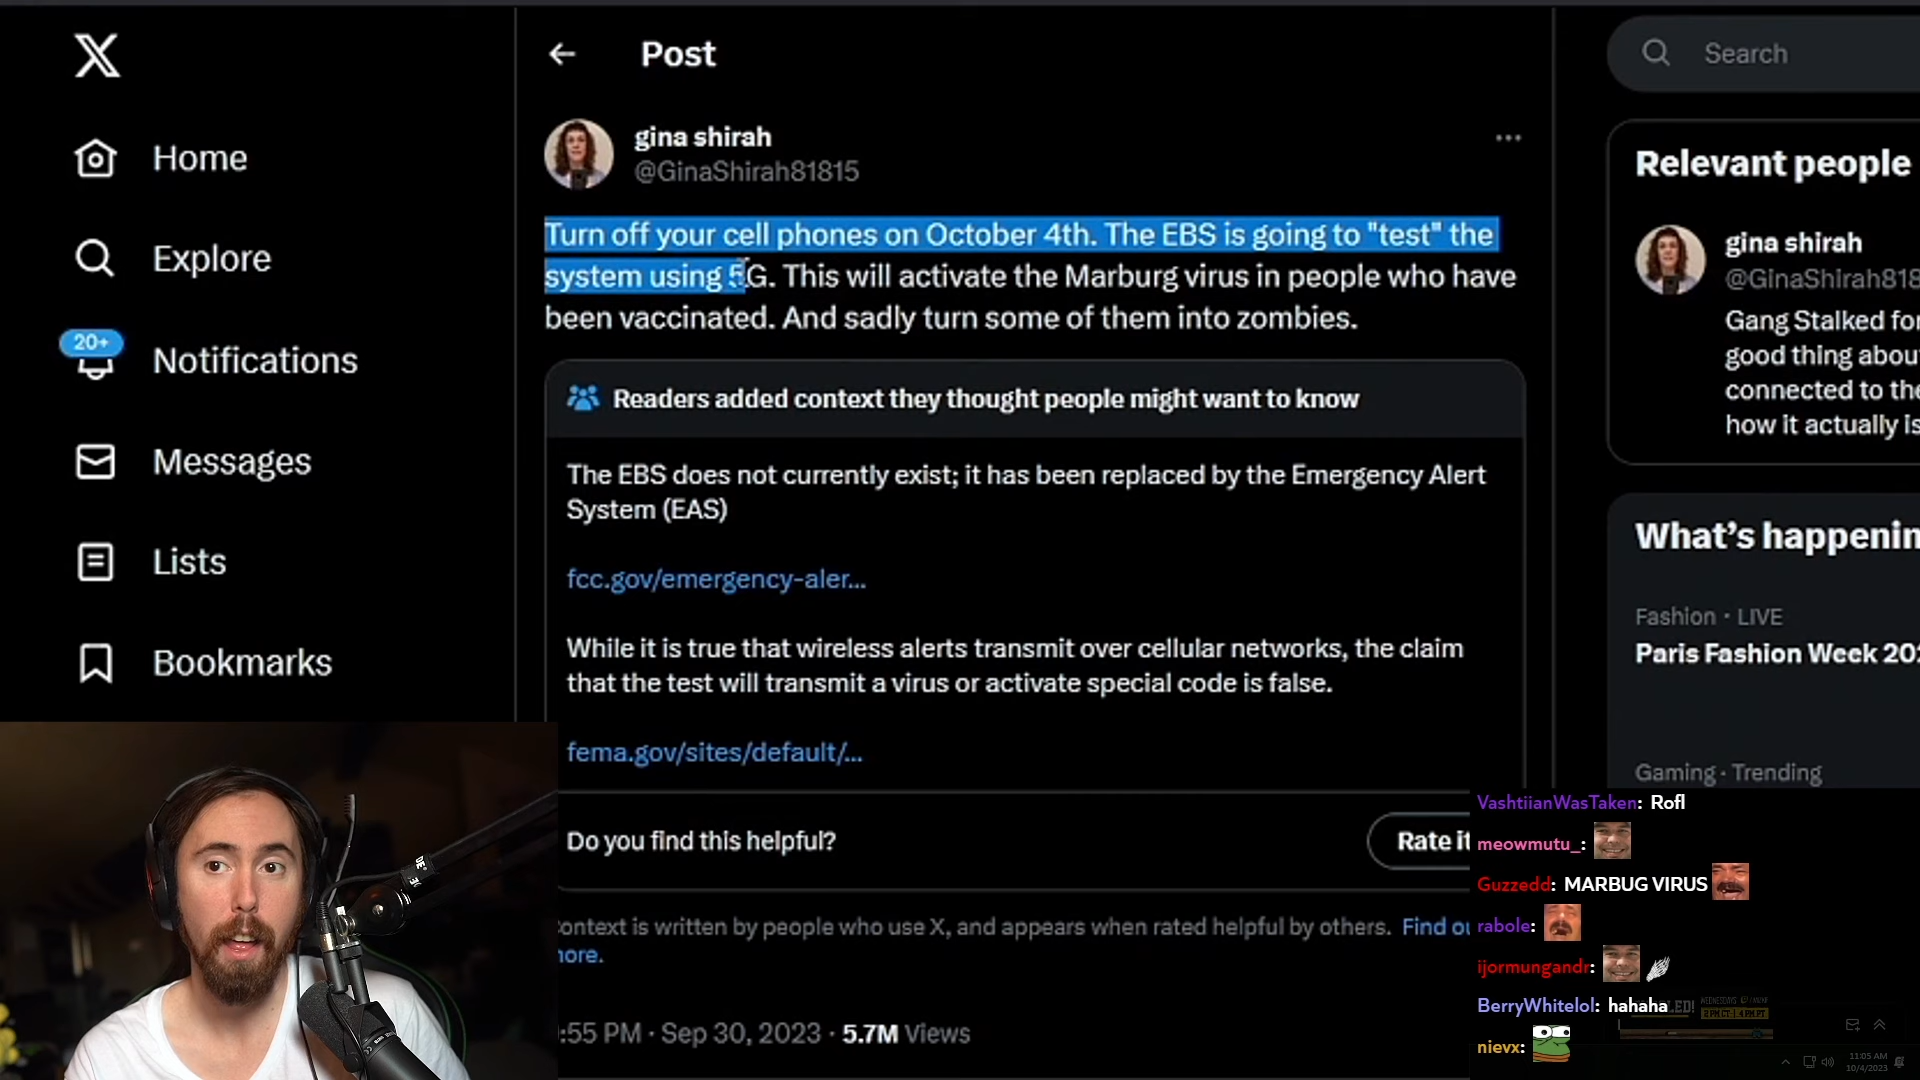 Post
Search
Home
Explore
20+
Notifications
Messages
Lists
Bookmarks
gina shirah
@GinaShirah81815
Turn off your cell phones on October 4th. The EBS is going to "test" the
system using 5G. This will activate the Marburg virus in people who have
been vaccinated. And sadly turn some of them into zombies.
Readers added context they thought people might want to know
The EBS does not currently exist; it has been replaced by the Emergency Alert
System (EAS)
fcc.gov/emergency-aler...
While it is true that wireless alerts transmit over cellular networks, the claim
that the test will transmit a virus or activate special code is false.
fema.gov/sites/default/...
Do you find this helpful?
Rate it
ontext is written by people who use X, and appears when rated helpful by others. Find ou
ore.
:55 PM · Sep 30, 2023 · 5.7M Views
Relevant people
gina shirah
@GinaShirah818
Gang Stalked for
good thing abou
connected to the
how it actually is
What's happenin
Fashion · LIVE
Paris Fashion Week 202
Gaming · Trending
VashtiianWasTaken: Rofl
meowmutu_:
Guzzedd: MARBUG VIRUS
rabole:
ijormungandr:
BerryWhitelol: hahaha
nievx:
11:05 AM
10/4/2023